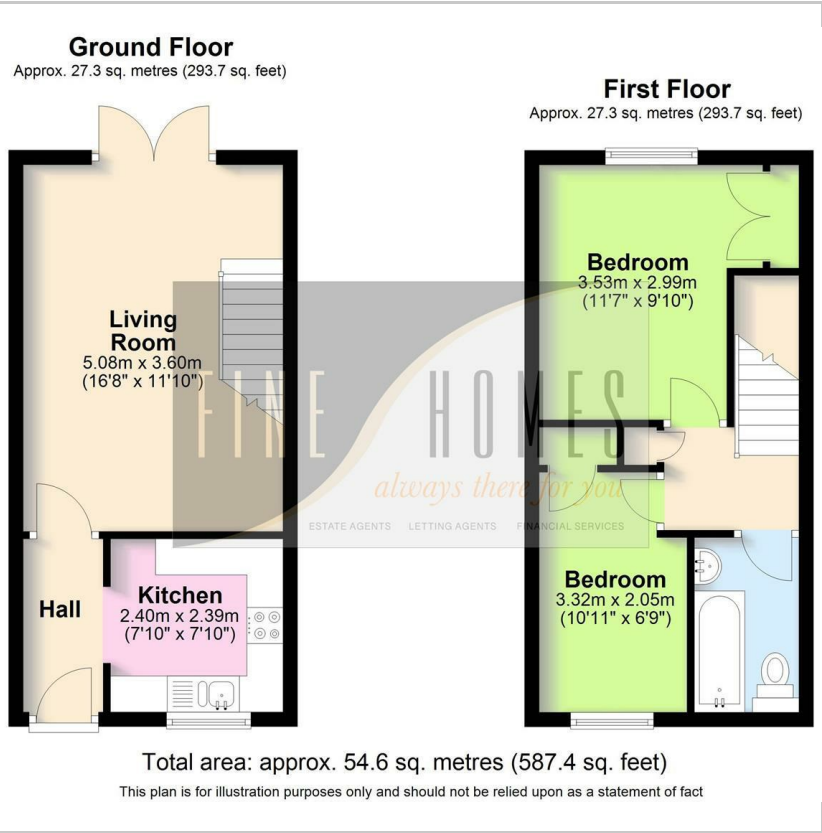 Ground Floor
Approx. 27.3 sq. metres (293.7 sq. feet)
First Floor
Approx. 27.3 sq. metres (293.7 sq. feet)
Living
Room
5.08m x 3.60m
(16'8" x 11'10")
Bedroom
3.53m x 2.99m
(11'7" x 9'10")
FINE HOMES
always there for you
ESTATE AGENTS LETTING AGENTS FINANCIAL SERVICES
Hall
Kitchen
2.40m x 2.39m
(7'10" x 7'10")
Bedroom
3.32m x 2.05m
(10'11" x 6'9")
Total area: approx. 54.6 sq. metres (587.4 sq. feet)
This plan is for illustration purposes only and should not be relied upon as a statement of fact